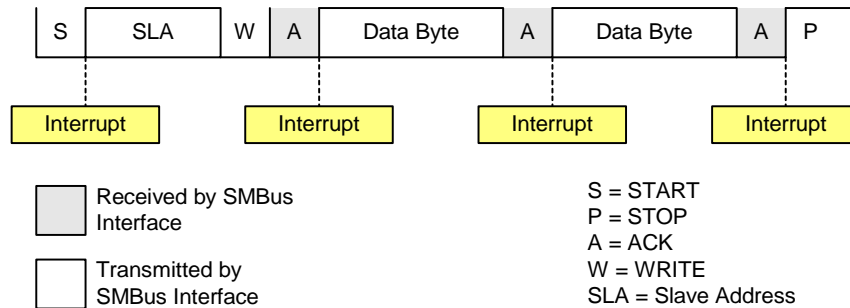 S SLA W A Data Byte A Data Byte A P
Interrupt Interrupt Interrupt Interrupt
Received by SMBus
Interface
Transmitted by
SMBus Interface
S = START
P = STOP
A = ACK
W = WRITE
SLA = Slave Address